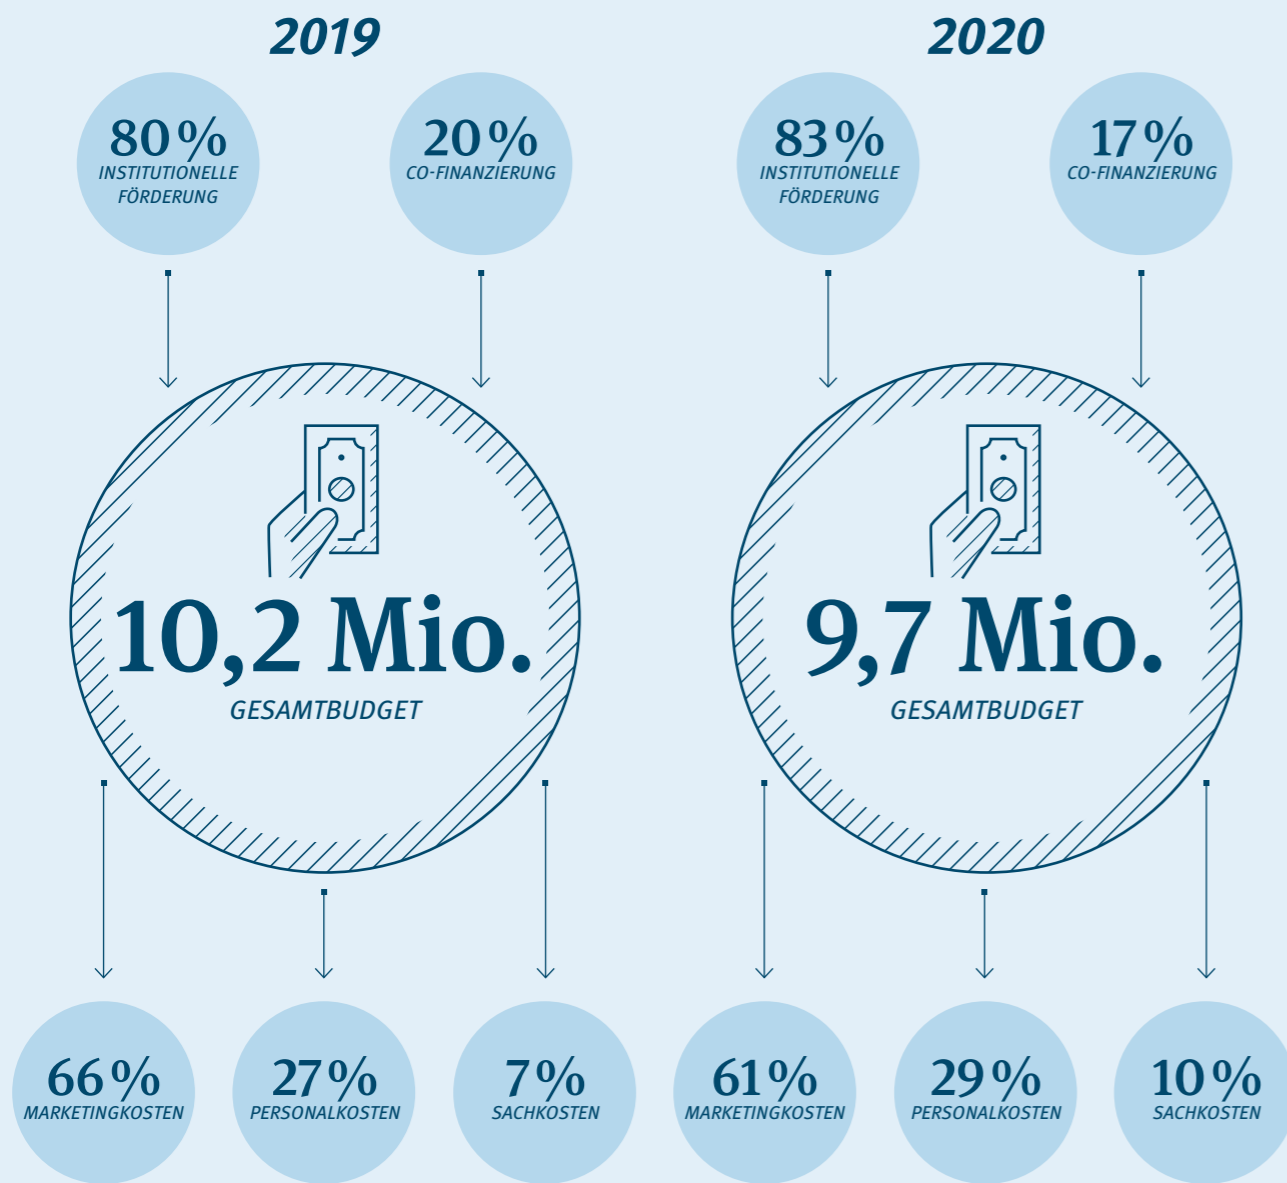 2019
80 %
INSTITUTIONELLE
FÖRDERUNG
20 %
CO-FINANZIERUNG
10,2 Mio.
GESAMTBUDGET
66 %
MARKETINGKOSTEN
27 %
PERSONALKOSTEN
7 %
SACHKOSTEN
2020
83 %
INSTITUTIONELLE
FÖRDERUNG
17 %
CO-FINANZIERUNG
9,7 Mio.
GESAMTBUDGET
61 %
MARKETINGKOSTEN
29 %
PERSONALKOSTEN
10 %
SACHKOSTEN